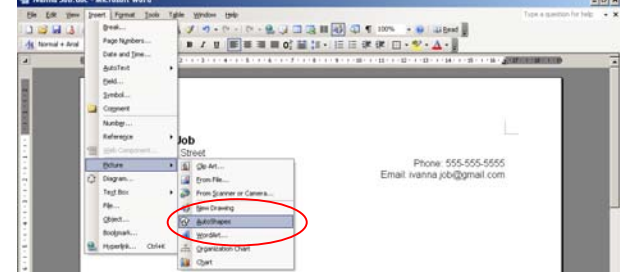 Ivanna Job.doc - Microsoft Word
File Edit View Insert Format Tools Table Window Help
Type a question for help
Normal + Arial
100%
Read
Break...
Page Numbers...
Date and Time...
AutoText
Field...
Symbol...
Comment
Number...
Reference
Web Component...
Picture
Diagram...
Text Box
File...
Object...
Bookmark...
Hyperlink... Ctrl+K
Clip Art...
From File...
From Scanner or Camera...
New Drawing
AutoShapes
WordArt...
Organization Chart
Chart
Job
Street
Phone: 555-555-5555
Email: ivanna.job@gmail.com